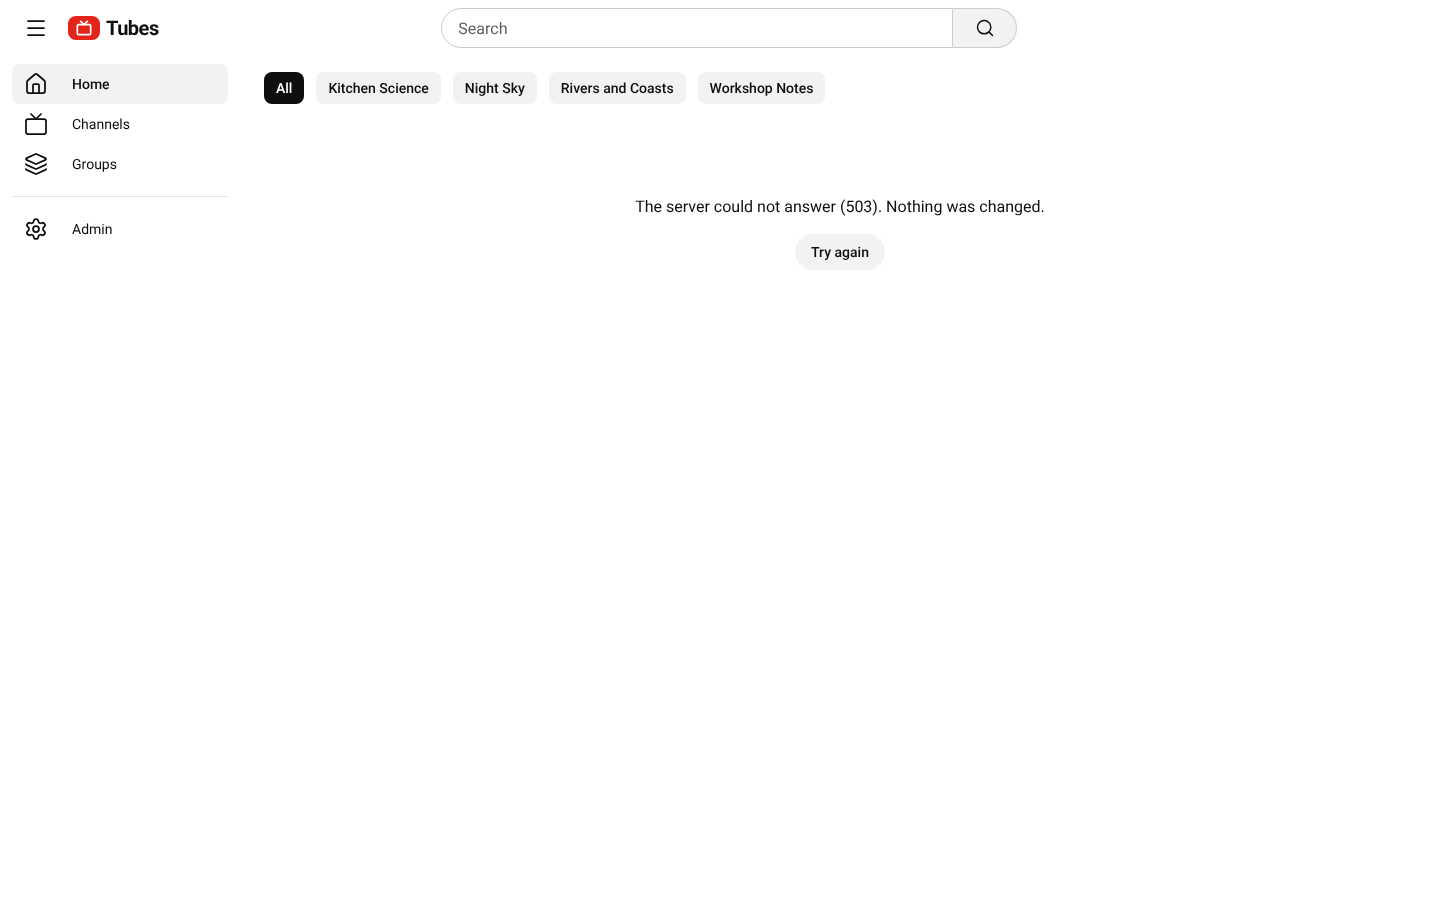 Tubes
Search
Home
Channels
Groups
Admin
All
Kitchen Science
Night Sky
Rivers and Coasts
Workshop Notes
The server could not answer (503). Nothing was changed.
Try again